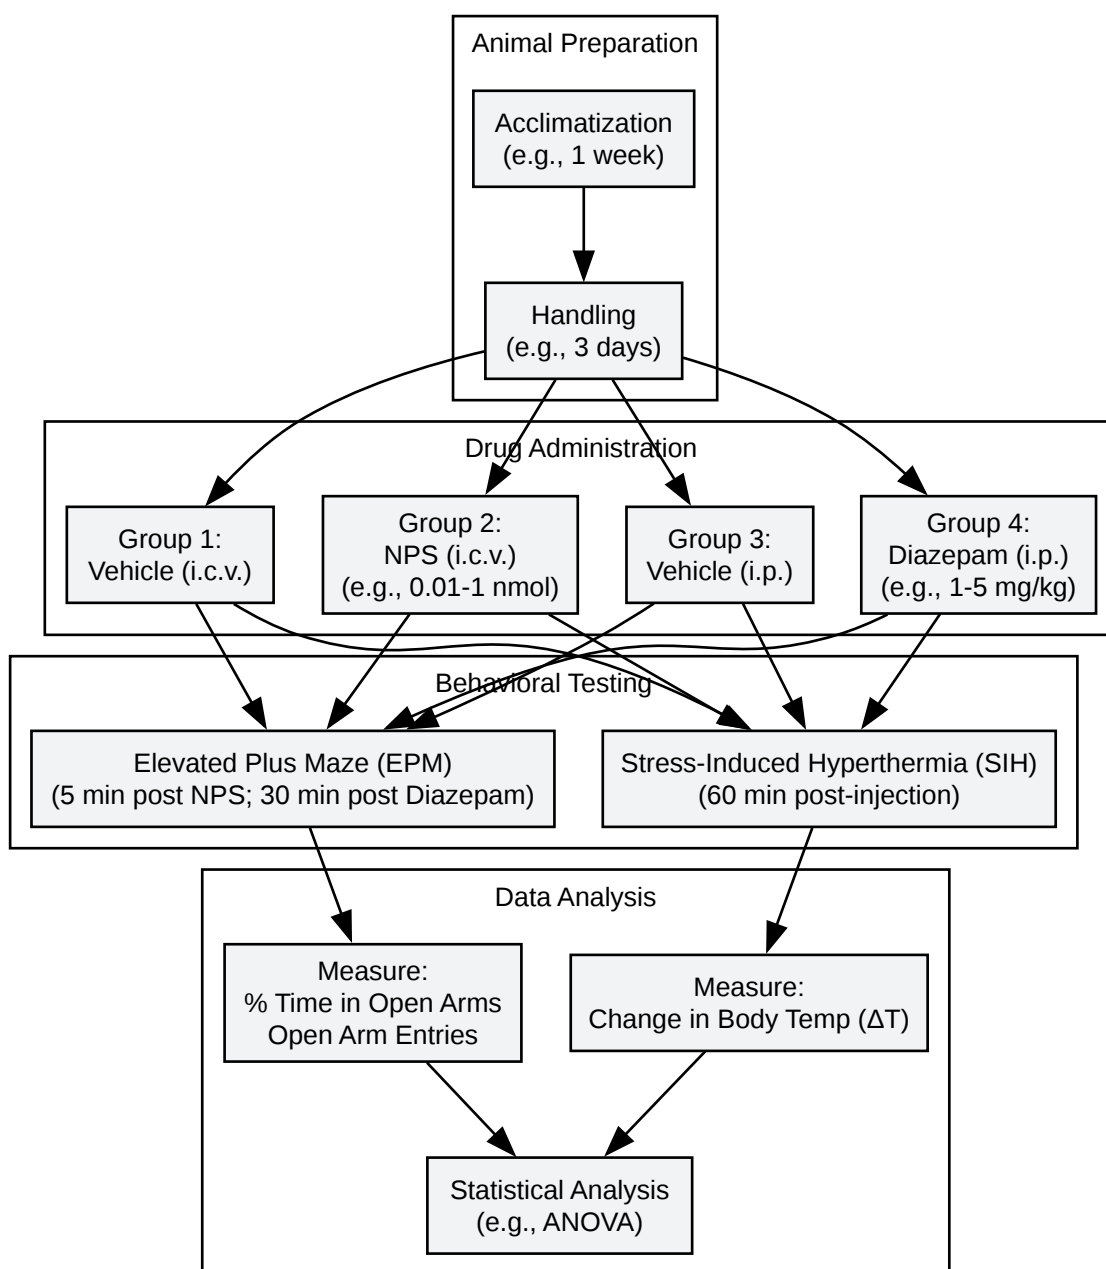 Animal Preparation
Acclimatization
(e.g., 1 week)
Handling
(e.g., 3 days)
Drug Administration
Group 1:
Vehicle (i.c.v.)
Group 2:
NPS (i.c.v.)
(e.g., 0.01-1 nmol)
Group 3:
Vehicle (i.p.)
Group 4:
Diazepam (i.p.)
(e.g., 1-5 mg/kg)
Behavioral Testing
Elevated Plus Maze (EPM)
(5 min post NPS; 30 min post Diazepam)
Stress-Induced Hyperthermia (SIH)
(60 min post-injection)
Data Analysis
Measure:
% Time in Open Arms
Open Arm Entries
Measure:
Change in Body Temp (ΔT)
Statistical Analysis
(e.g., ANOVA)